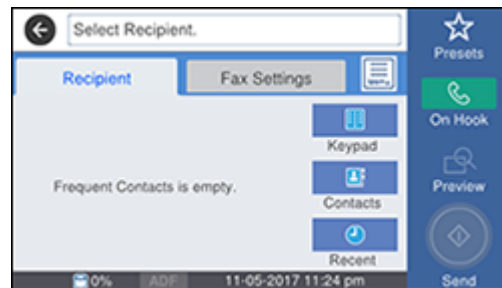 Select Recipient.
Presets
Recipient
Fax Settings
Menu
On Hook
Keypad
Frequent Contacts is empty.
Contacts
Preview
Recent
0%
ADF
11-05-2017 11:24 pm
Send